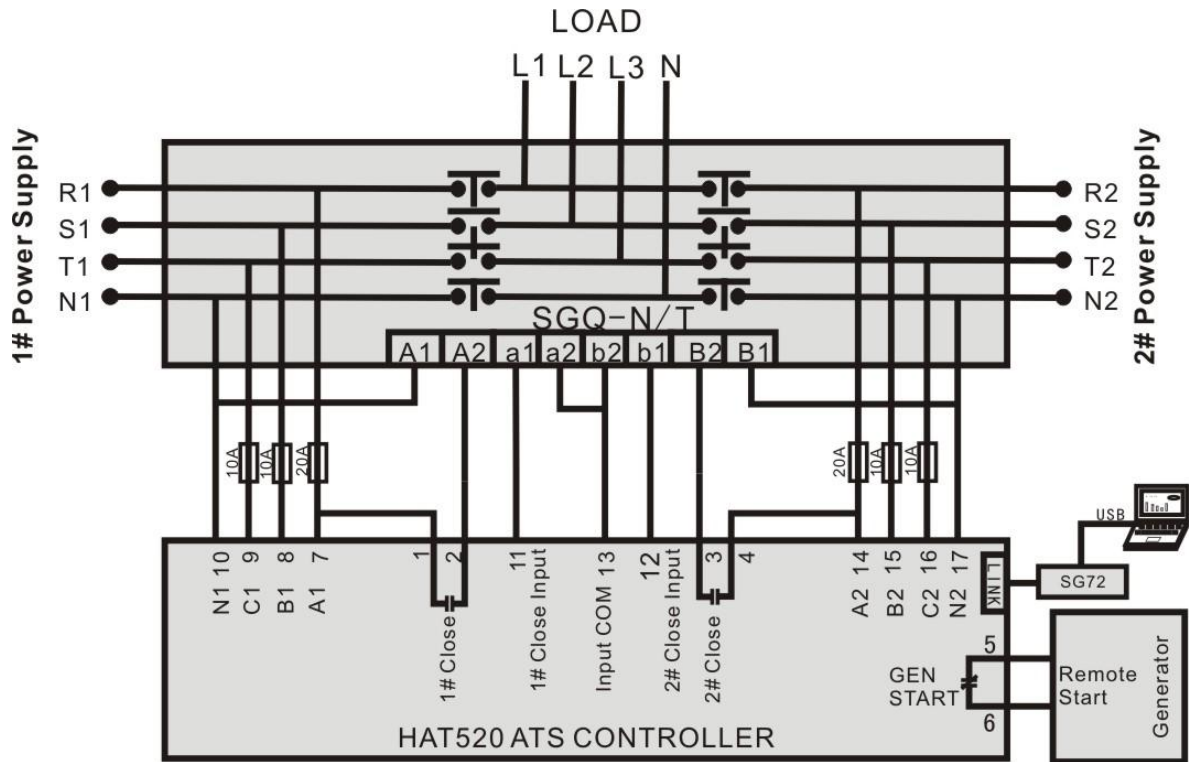 LOAD
L1 L2 L3 N
1# Power Supply
R1
S1
T1
N1
2# Power Supply
R2
S2
T2
N2
SGQ-N/T
A1 A2 a1 a2 b2 b1 B2 B1
10A 10A 20A
20A 10A 10A
USB
SG72
LINK
N1 10
C1 9
B1 8
A1 7
1
2
1# Close
11
1# Close Input
Input COM 13
12
2# Close Input
3
2# Close
4
A2 14
B2 15
C2 16
N2 17
5
GEN
START
6
Remote
Start
Generator
HAT520 ATS CONTROLLER